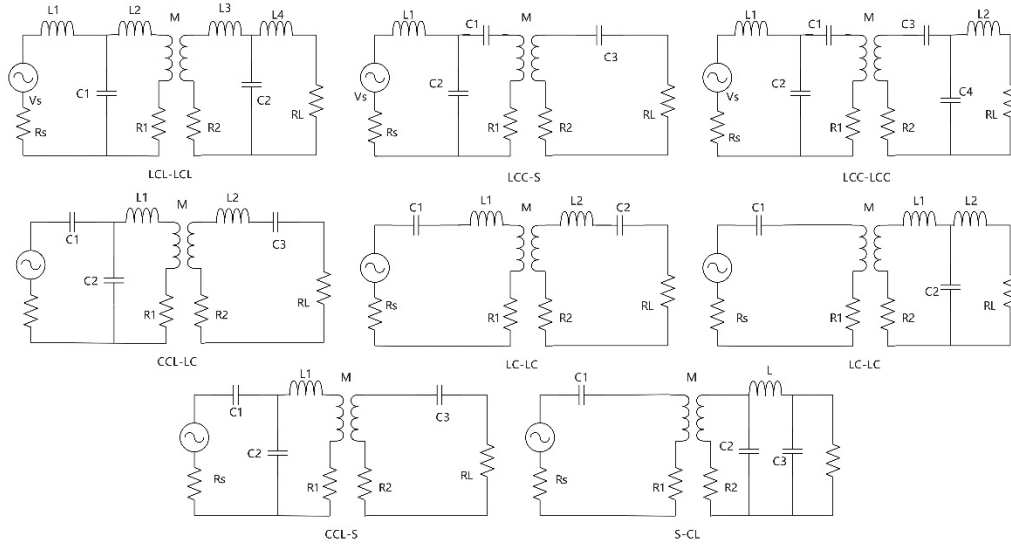 L1 L2 M L3 L4
C1 C2
Vs RL
Rs R1 R2
LCL-LCL
L1 C1 M
C3
C2
Vs RL
Rs R1 R2
LCC-S
L1 C1 M C3 L2
C2 C4
Vs RL
Rs R1 R2
LCC-LCC
L1 M L2
C1 C3
C2
RL
R1 R2
CCL-LC
C1 L1 M L2 C2
RL
Rs R1 R2
LC-LC
C1 M L1 L2
C2 RL
Rs R1 R2
LC-LC
L1 M
C1 C3
C2
RL
Rs R1 R2
CCL-S
C1 M L
C2 C3
Rs R1 R2
S-CL